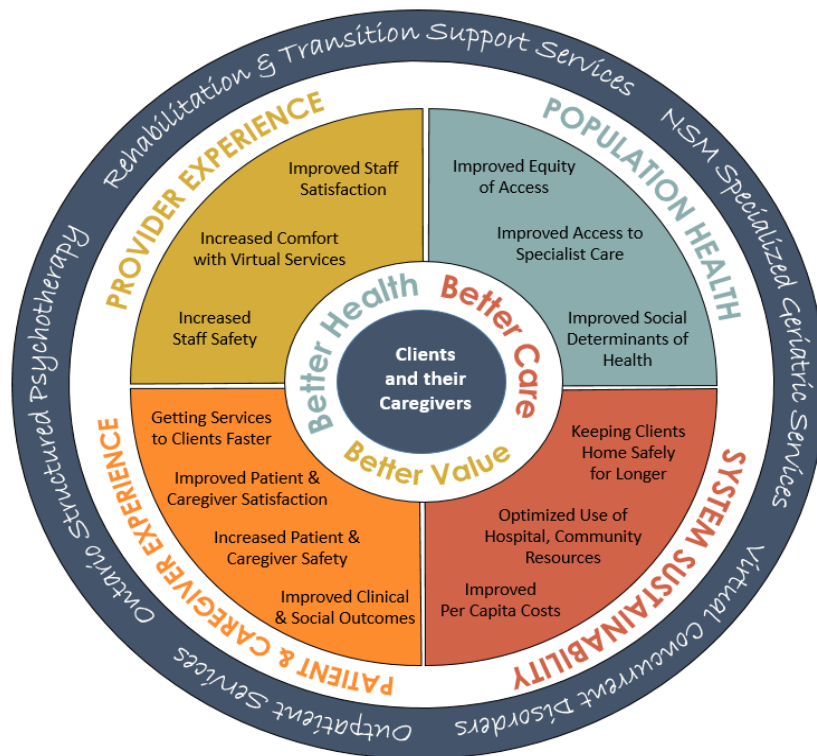 Rehabilitation & Transition Support Services
NSM Specialized Geriatric Services
Virtual Concurrent Disorders
Outpatient Services
Ontario Structured Psychotherapy
PROVIDER EXPERIENCE
Improved Staff
Satisfaction
Increased Comfort
with Virtual Services
Increased
Staff Safety
POPULATION HEALTH
Improved Equity
of Access
Improved Access to
Specialist Care
Improved Social
Determinants of
Health
Better Health
Better Care
Better Value
Clients
and their
Caregivers
PATIENT & CAREGIVER EXPERIENCE
Getting Services
to Clients Faster
Improved Patient &
Caregiver Satisfaction
Increased Patient &
Caregiver Safety
Improved Clinical
& Social Outcomes
SYSTEM SUSTAINABILITY
Keeping Clients
Home Safely
for Longer
Optimized Use of
Hospital, Community
Resources
Improved
Per Capita Costs